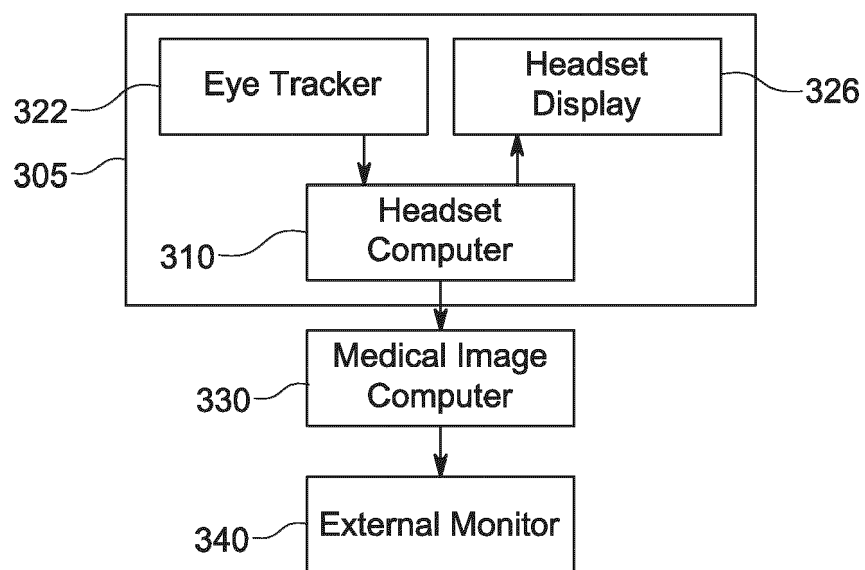 Eye Tracker
Headset
Display
322
326
305
Headset
Computer
310
Medical Image
Computer
330
External Monitor
340